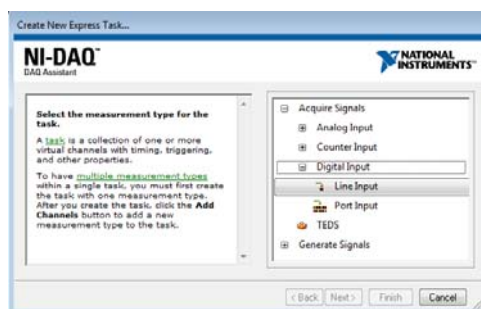 Create New Express Task...
NI-DAQ™
DAQ Assistant
NATIONAL
INSTRUMENTS™
Select the measurement type for the
task.
A task is a collection of one or more
virtual channels with timing, triggering,
and other properties.
To have multiple measurement types
within a single task, you must first create
the task with one measurement type.
After you create the task, click the Add
Channels button to add a new
measurement type to the task.
Acquire Signals
Analog Input
Counter Input
Digital Input
Line Input
Port Input
TEDS
Generate Signals
< Back Next > Finish Cancel